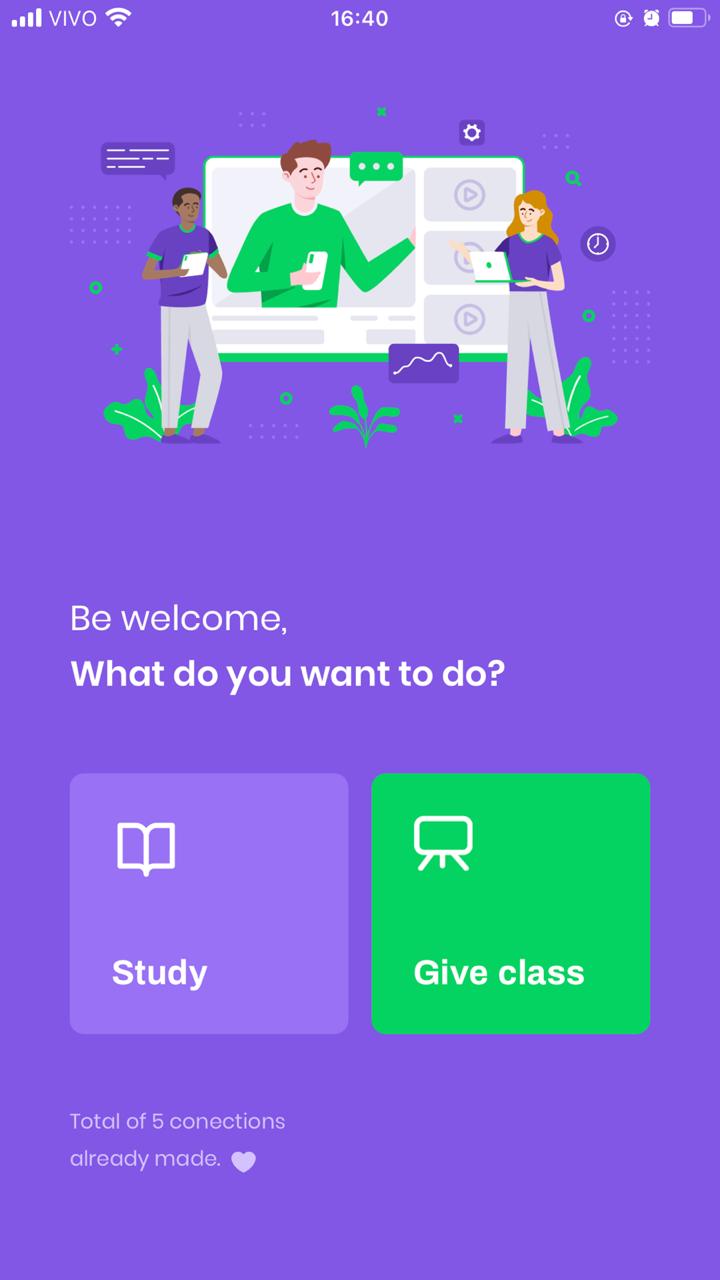 VIVO 16:40
Be welcome,
What do you want to do?
Study
Give class
Total of 5 conections
already made.